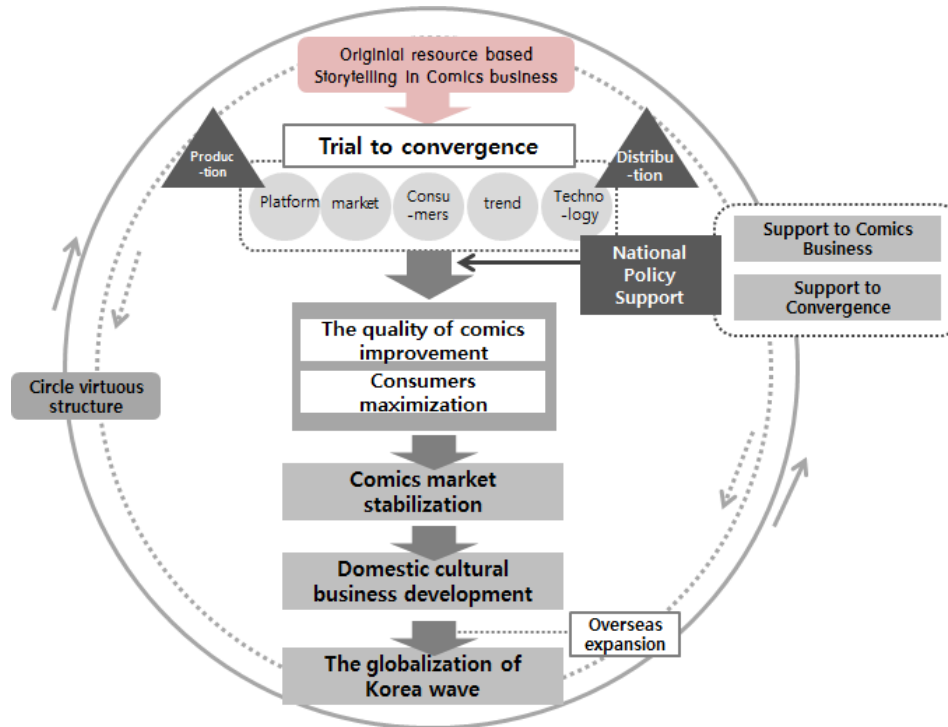 Originial resource based
Storytelling in Comics business
Trial to convergence
Produc
-tion
Distribu
-tion
Platform
market
Consu
-mers
trend
Techno
-logy
National
Policy
Support
Support to Comics
Business
Support to
Convergence
The quality of comics
improvement
Consumers
maximization
Circle virtuous
structure
Comics market
stabilization
Domestic cultural
business development
Overseas
expansion
The globalization of
Korea wave